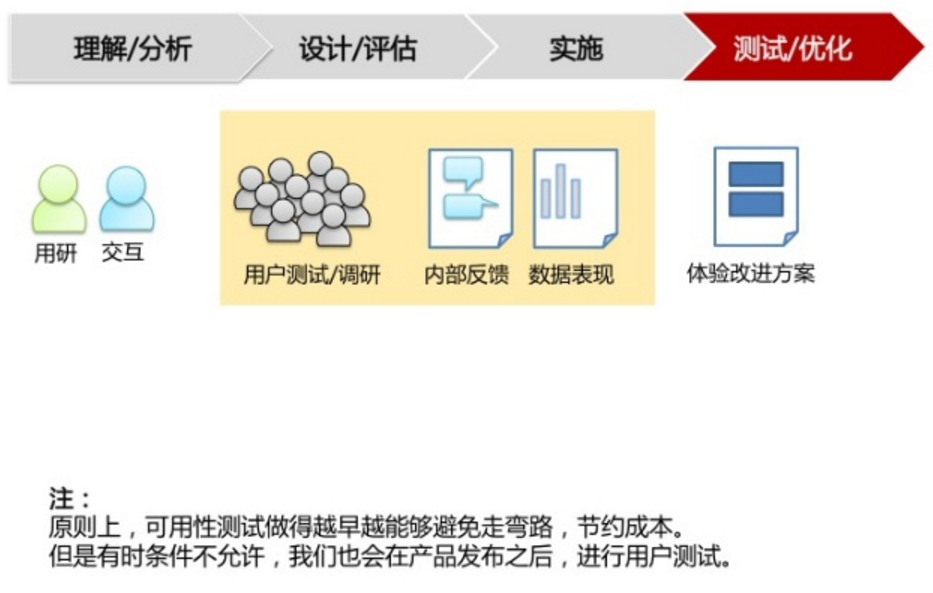 理解/分析
设计/评估
实施
测试/优化
用研
交互
用户测试/调研
内部反馈
数据表现
体验改进方案
注：
原则上，可用性测试做得越早越能够避免走弯路，节约成本。
但是有时条件不允许，我们也会在产品发布之后，进行用户测试。